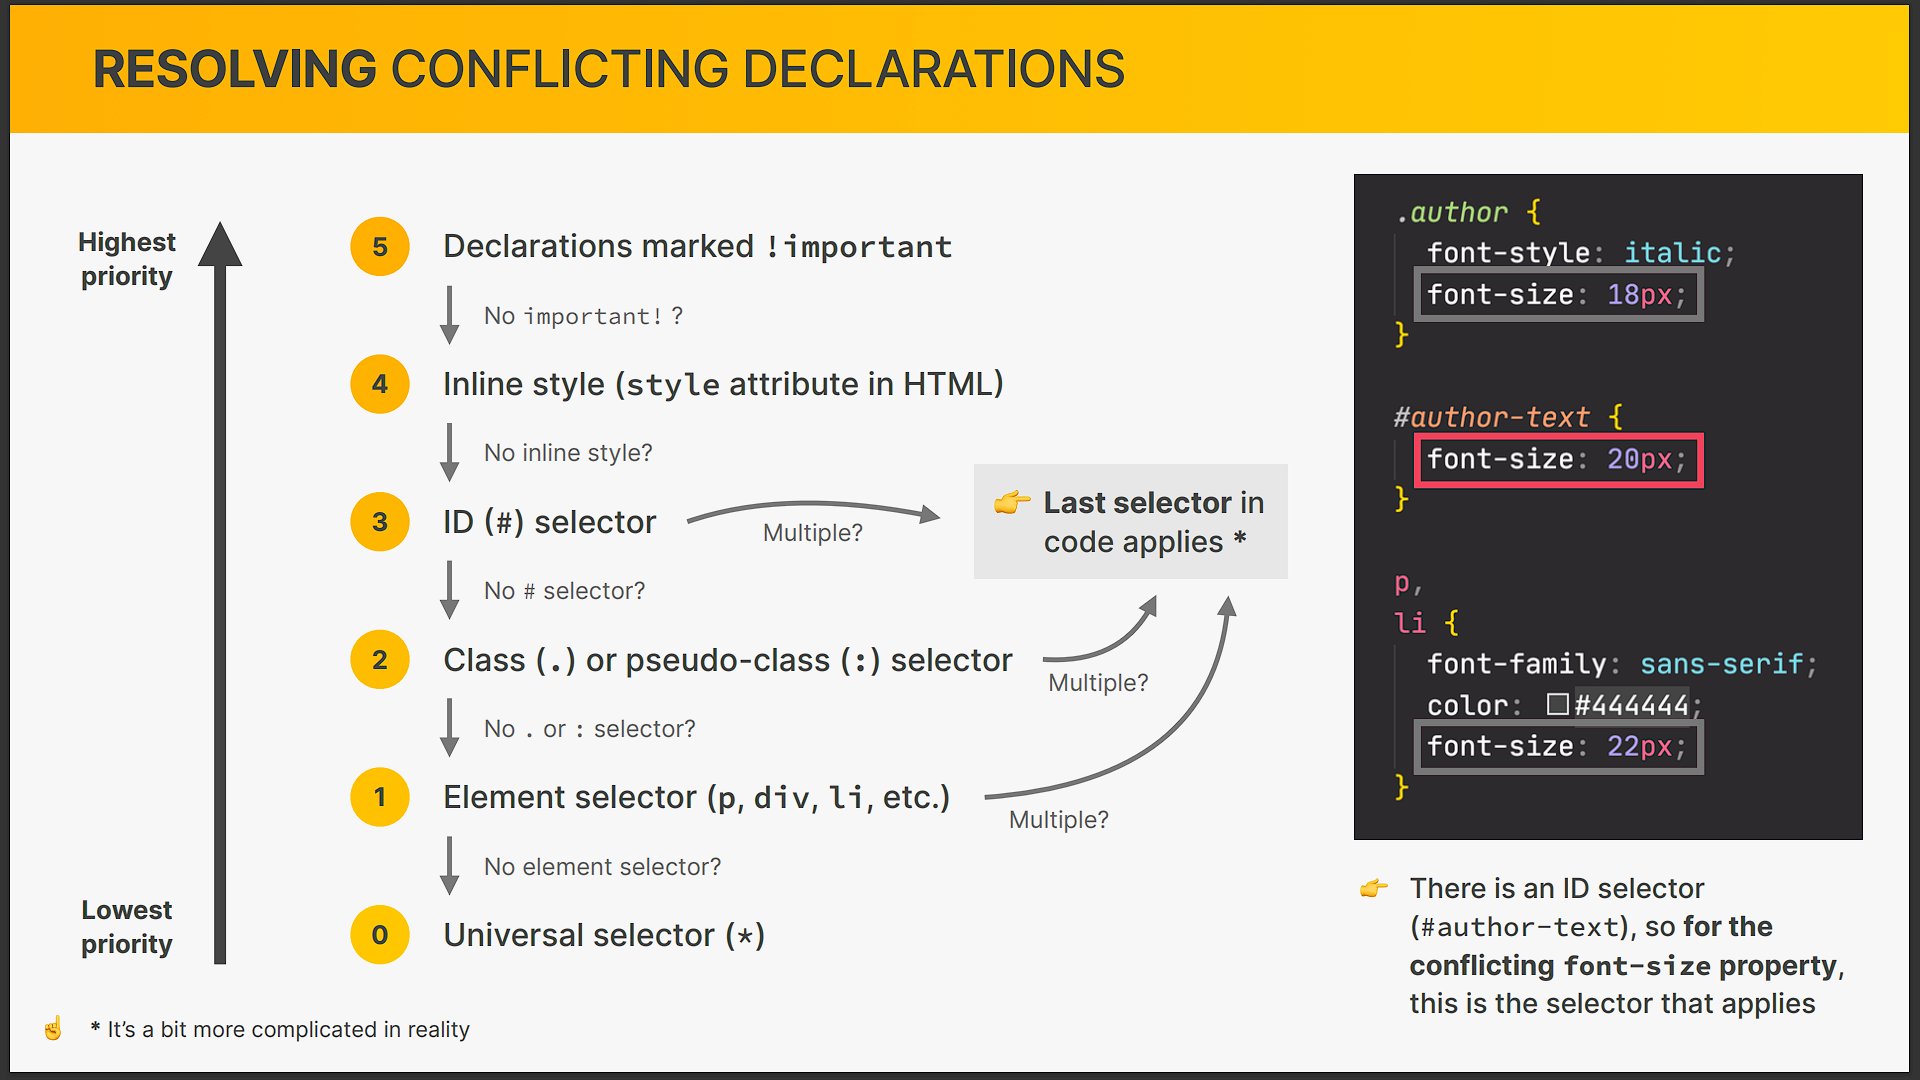 RESOLVING CONFLICTING DECLARATIONS
Highest
priority
5
Declarations marked !important
No important! ?
4
Inline style (style attribute in HTML)
No inline style?
3
ID (#) selector
Multiple?
👉 Last selector in
code applies *
No # selector?
2
Class (.) or pseudo-class (:) selector
Multiple?
No . or : selector?
1
Element selector (p, div, li, etc.)
Multiple?
No element selector?
Lowest
priority
0
Universal selector (*)
☝️ * It's a bit more complicated in reality
.author {
font-style: italic;
font-size: 18px;
}
#author-text {
font-size: 20px;
}
p,
li {
font-family: sans-serif;
color: #444444;
font-size: 22px;
}
👉 There is an ID selector
(#author-text), so for the
conflicting font-size property,
this is the selector that applies